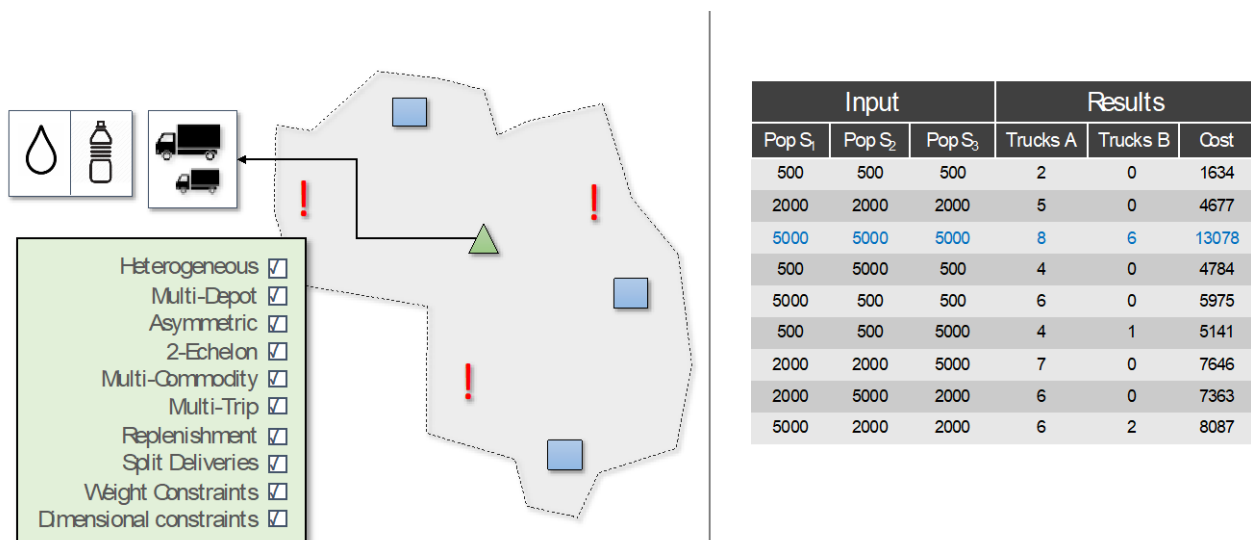 Heterogeneous
Multi-Depot
Asymmetric
2-Echelon
Multi-Commodity
Multi-Trip
Replenishment
Split Deliveries
Weight Constraints
Dimensional constraints
!
!
!
Input Results
Pop S₁ Pop S₂ Pop S₃ Trucks A Trucks B Cost
500 500 500 2 0 1634
2000 2000 2000 5 0 4677
5000 5000 5000 8 6 13078
500 5000 500 4 0 4784
5000 500 500 6 0 5975
500 500 5000 4 1 5141
2000 2000 5000 7 0 7646
2000 5000 2000 6 0 7363
5000 2000 2000 6 2 8087